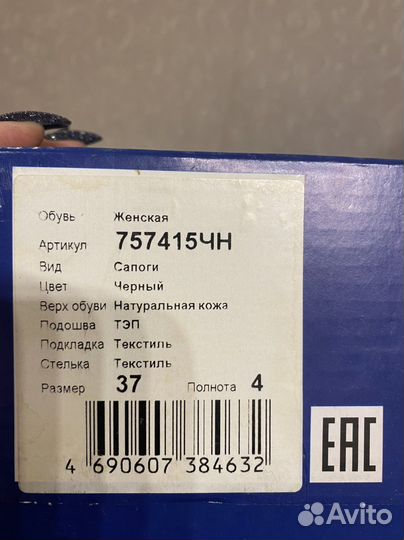 Обувь Женская
Артикул 757415ЧН
Вид Сапоги
Цвет Черный
Верх обуви Натуральная кожа
Подошва ТЭП
Подкладка Текстиль
Стелька Текстиль
Размер 37 Полнота 4
4 690607 384632
EAC
Avito